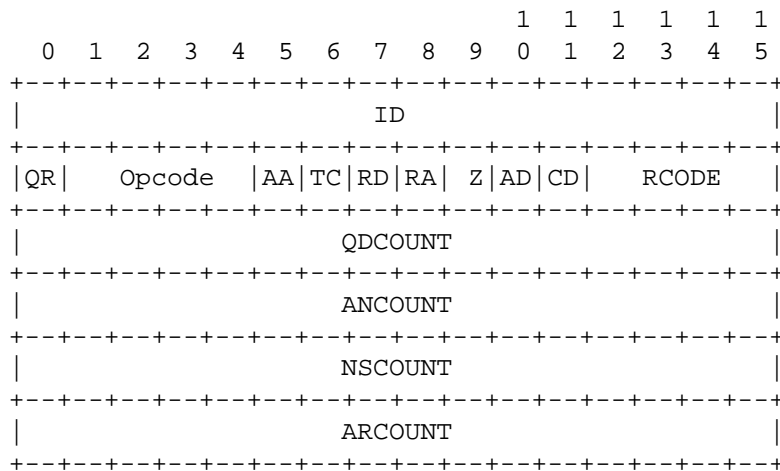 1  1  1  1  1  1
   0  1  2  3  4  5  6  7  8  9  0  1  2  3  4  5
+--+--+--+--+--+--+--+--+--+--+--+--+--+--+--+--+
|                      ID                       |
+--+--+--+--+--+--+--+--+--+--+--+--+--+--+--+--+
|QR|   Opcode  |AA|TC|RD|RA| Z|AD|CD|   RCODE   |
+--+--+--+--+--+--+--+--+--+--+--+--+--+--+--+--+
|                    QDCOUNT                    |
+--+--+--+--+--+--+--+--+--+--+--+--+--+--+--+--+
|                    ANCOUNT                    |
+--+--+--+--+--+--+--+--+--+--+--+--+--+--+--+--+
|                    NSCOUNT                    |
+--+--+--+--+--+--+--+--+--+--+--+--+--+--+--+--+
|                    ARCOUNT                    |
+--+--+--+--+--+--+--+--+--+--+--+--+--+--+--+--+